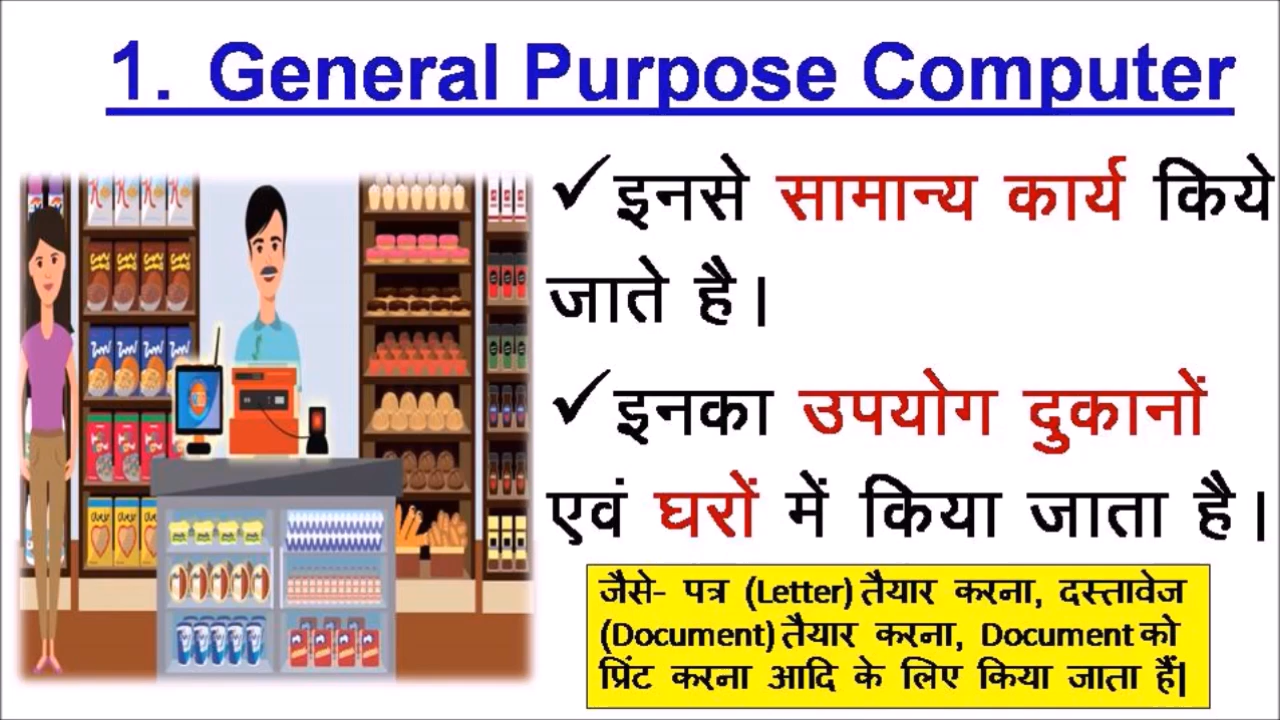 1. General Purpose Computer
✓इनसे सामान्य कार्य किये
जाते है।
✓इनका उपयोग दुकानों
एवं घरों में किया जाता है।
जैसे- पत्र (Letter) तैयार करना, दस्तावेज
(Document) तैयार करना, Document को
प्रिंट करना आदि के लिए किया जाता हैं|